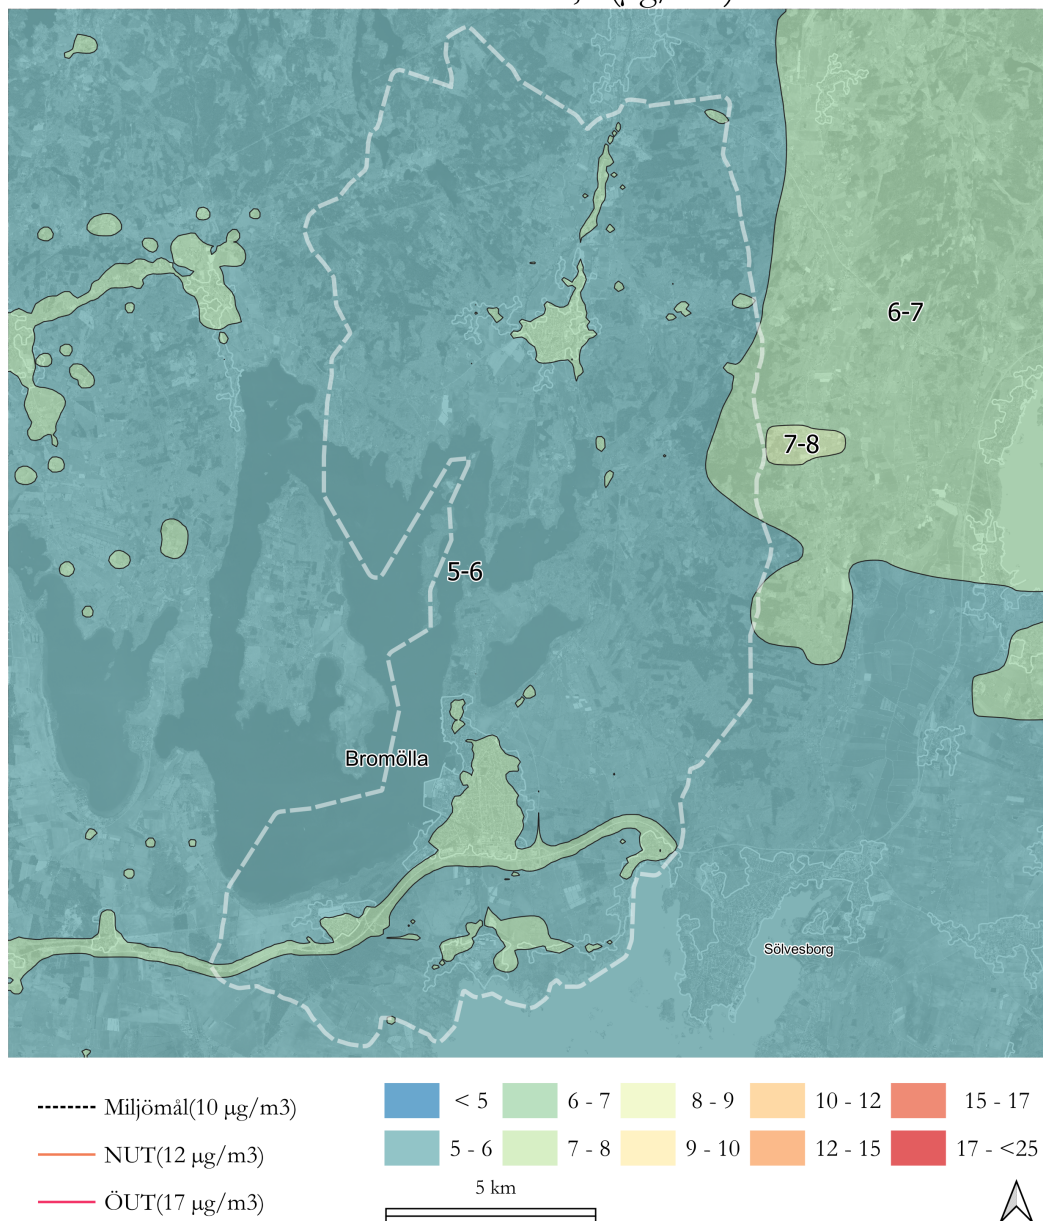 6-7
7-8
5-6
Bromölla
Sölvesborg
Miljömål(10 µg/m3)
NUT(12 µg/m3)
ÖUT(17 µg/m3)
< 5
6 - 7
8 - 9
10 - 12
15 - 17
5 - 6
7 - 8
9 - 10
12 - 15
17 - <25
5 km